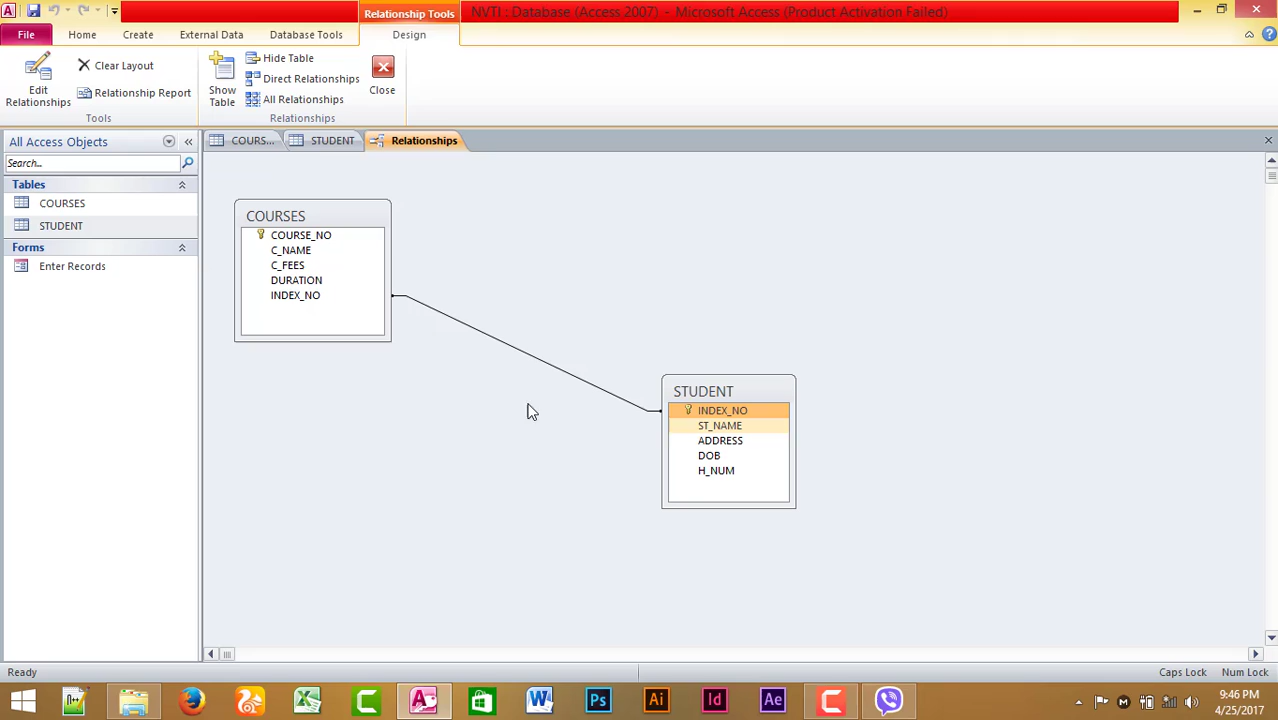 Relationship Tools
NVTI : Database (Access 2007) - Microsoft Access (Product Activation Failed)
File Home Create External Data Database Tools Design
Edit Relationships
Clear Layout
Relationship Report
Tools
Show Table
Hide Table
Direct Relationships
All Relationships
Close
Relationships
All Access Objects
Search...
Tables
COURSES
STUDENT
Forms
Enter Records
COURS... STUDENT Relationships
COURSES
COURSE_NO
C_NAME
C_FEES
DURATION
INDEX_NO
STUDENT
INDEX_NO
ST_NAME
ADDRESS
DOB
H_NUM
Ready Caps Lock Num Lock
9:46 PM
4/25/2017